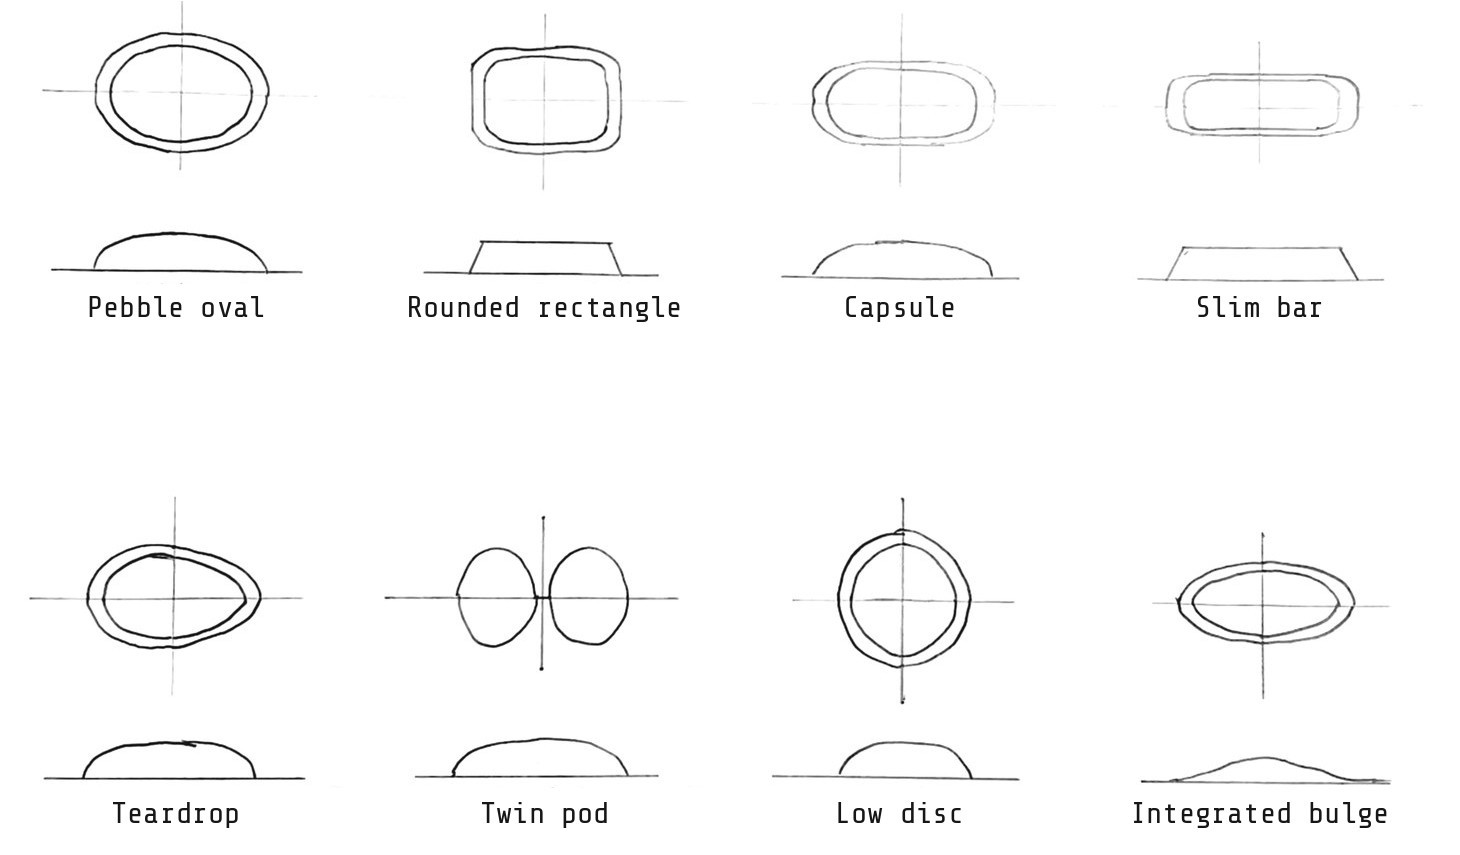 Pebble oval
Rounded rectangle
Capsule
Slim bar
Teardrop
Twin pod
Low disc
Integrated bulge